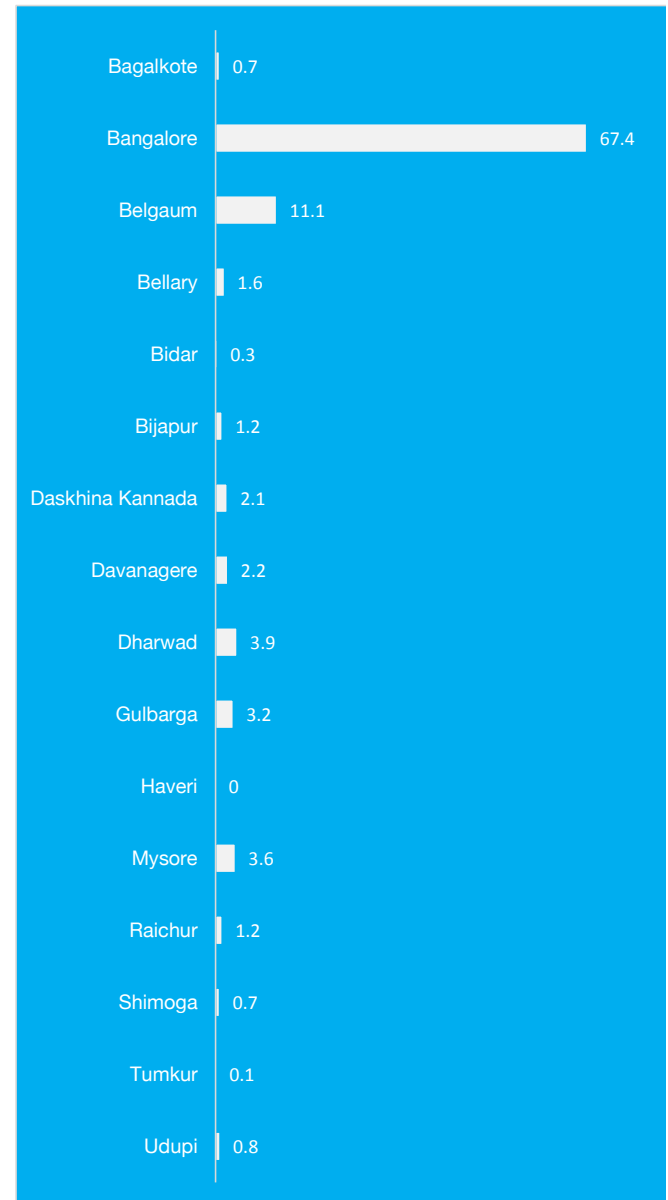 Bagalkote 0.7
Bangalore 67.4
Belgaum 11.1
Bellary 1.6
Bidar 0.3
Bijapur 1.2
Daskhina Kannada 2.1
Davanagere 2.2
Dharwad 3.9
Gulbarga 3.2
Haveri 0
Mysore 3.6
Raichur 1.2
Shimoga 0.7
Tumkur 0.1
Udupi 0.8